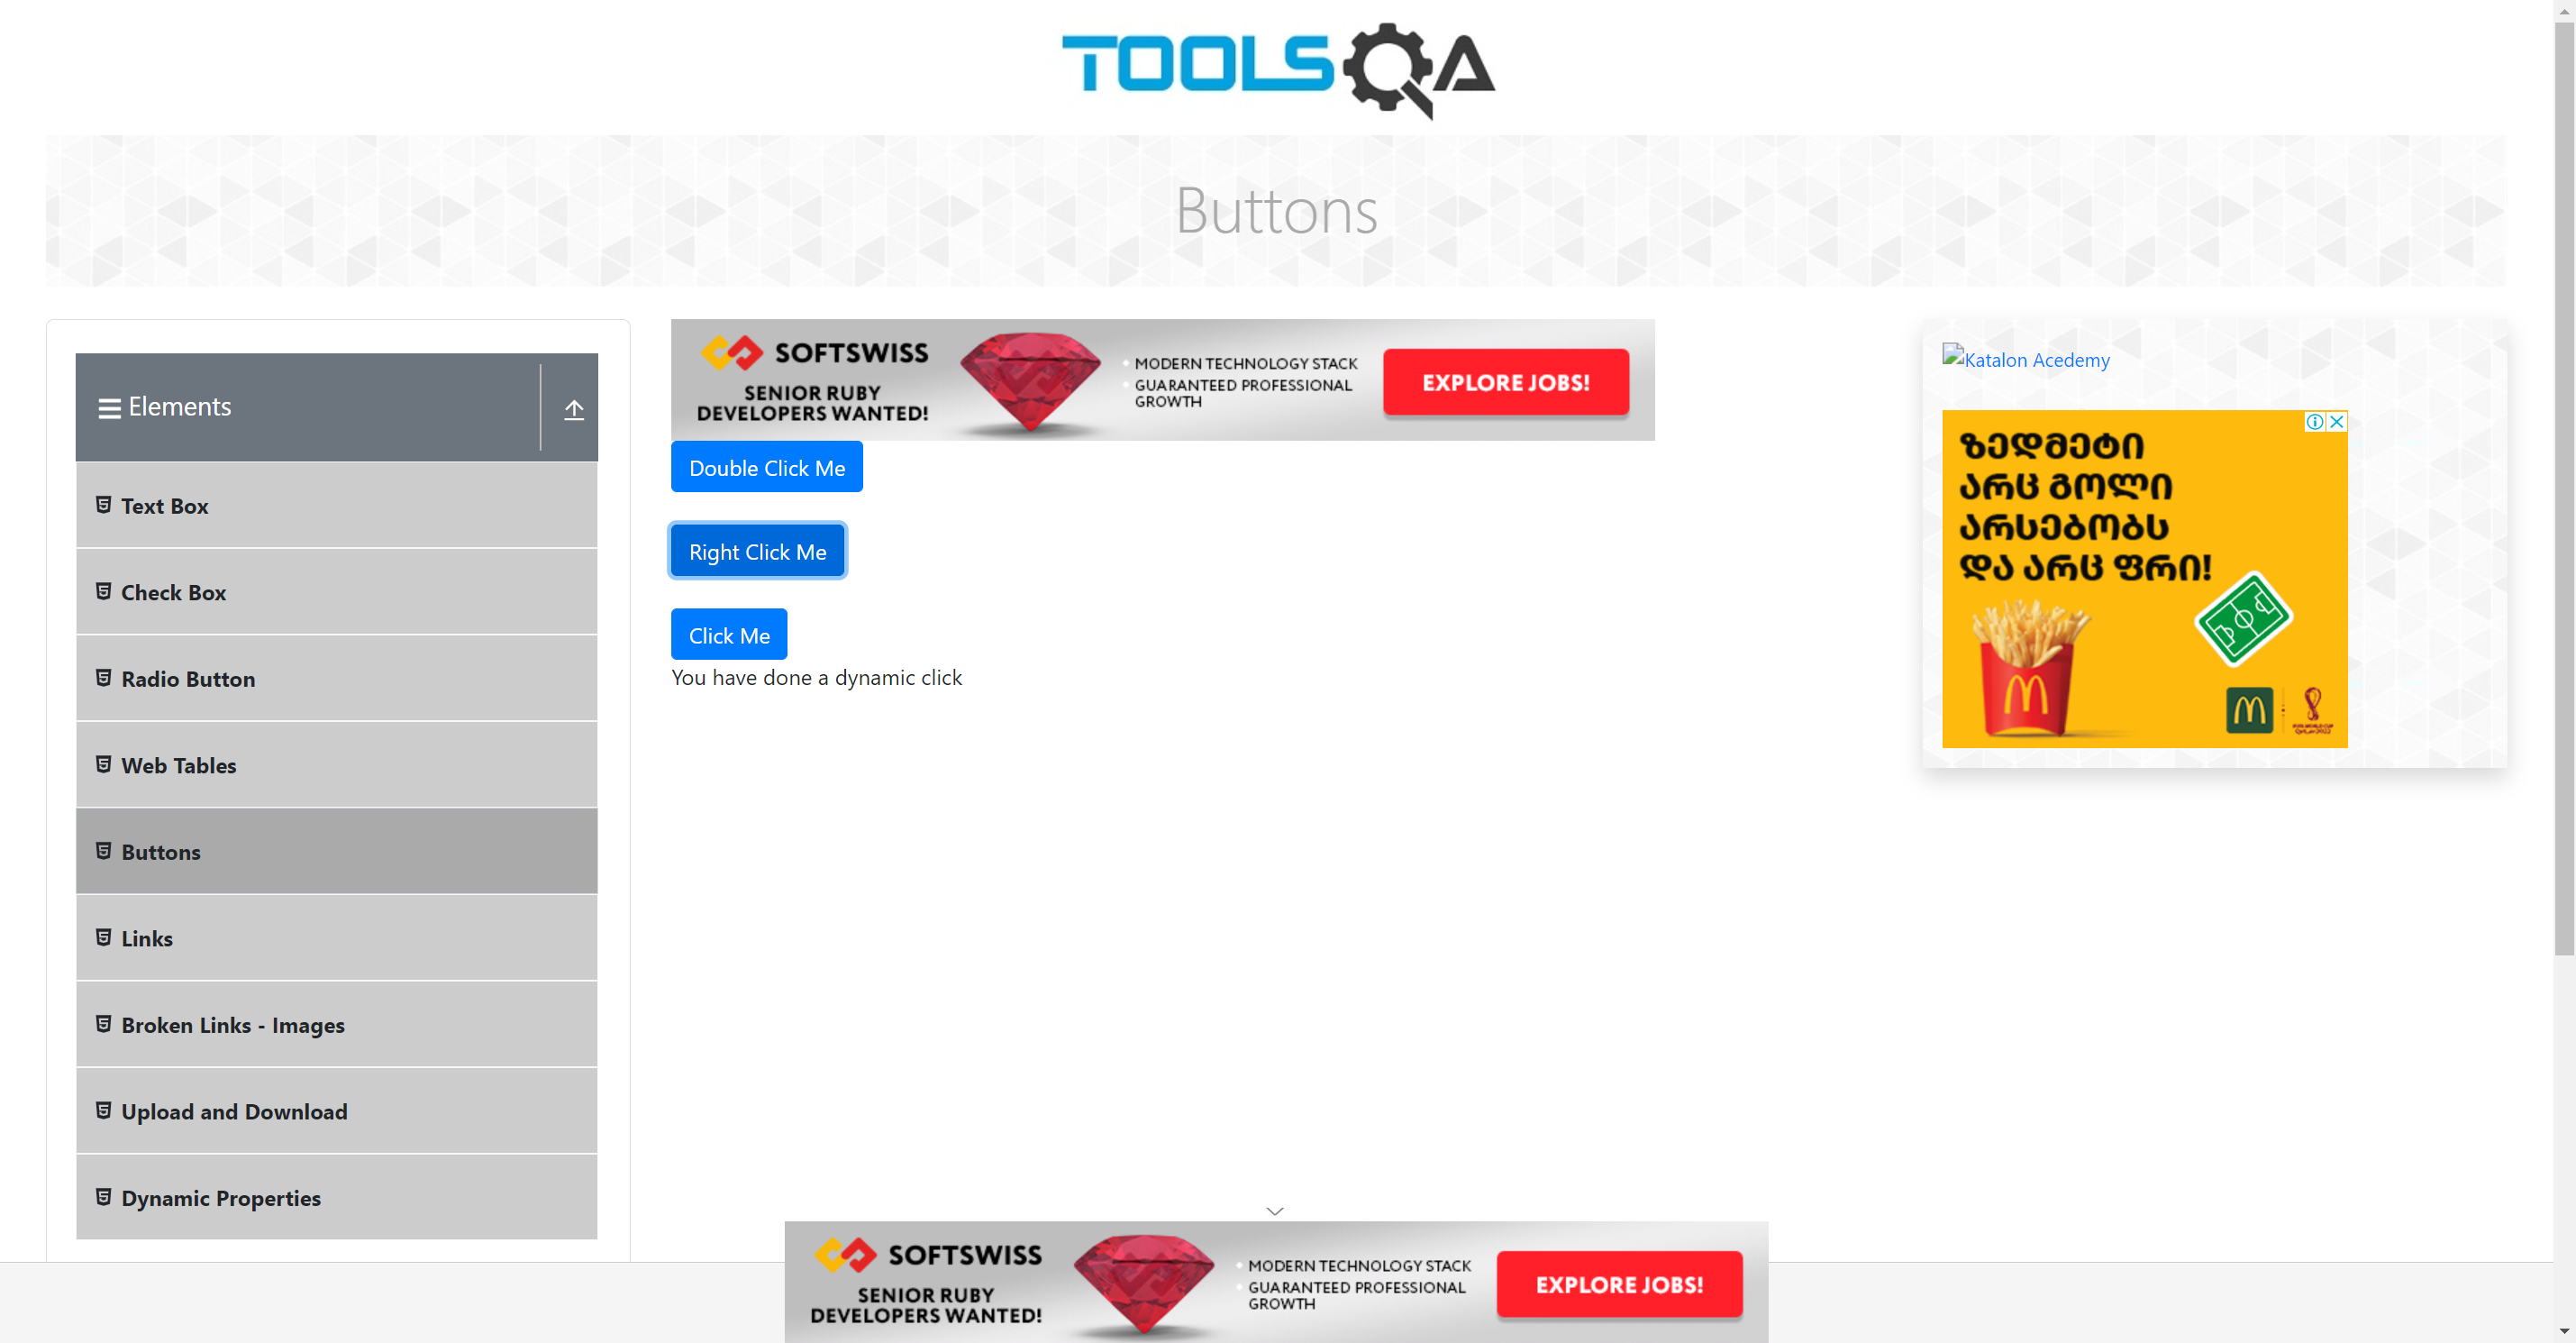 TOOLSQA
Buttons
Elements
Text Box
Check Box
Radio Button
Web Tables
Buttons
Links
Broken Links - Images
Upload and Download
Dynamic Properties
SOFTSWISS
SENIOR RUBY
DEVELOPERS WANTED!
MODERN TECHNOLOGY STACK
GUARANTEED PROFESSIONAL
GROWTH
EXPLORE JOBS!
Double Click Me
Right Click Me
Click Me
You have done a dynamic click
Katalon Acedemy
ზედმეტი
არც გოლი
არსებობს
და არც ფრი!
SOFTSWISS
SENIOR RUBY
DEVELOPERS WANTED!
MODERN TECHNOLOGY STACK
GUARANTEED PROFESSIONAL
GROWTH
EXPLORE JOBS!